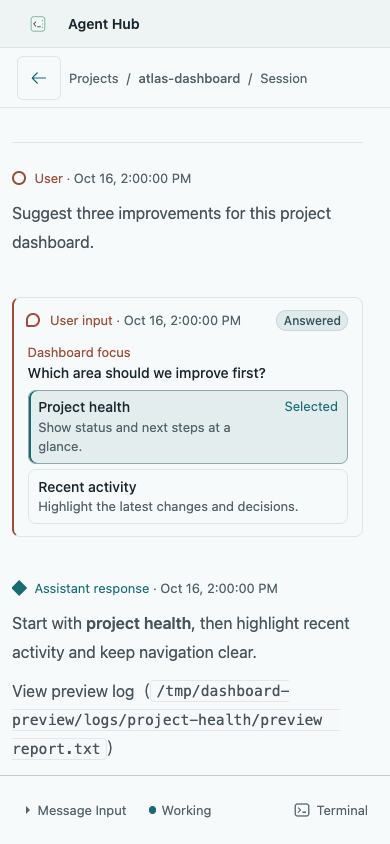 Agent Hub
Projects / atlas-dashboard / Session
User · Oct 16, 2:00:00 PM
Suggest three improvements for this project
dashboard.
User input · Oct 16, 2:00:00 PM Answered
Dashboard focus
Which area should we improve first?
Project health Selected
Show status and next steps at a
glance.
Recent activity
Highlight the latest changes and decisions.
Assistant response · Oct 16, 2:00:00 PM
Start with project health, then highlight recent
activity and keep navigation clear.
View preview log (/tmp/dashboard-
preview/logs/project-health/preview
report.txt)
Message Input Working Terminal